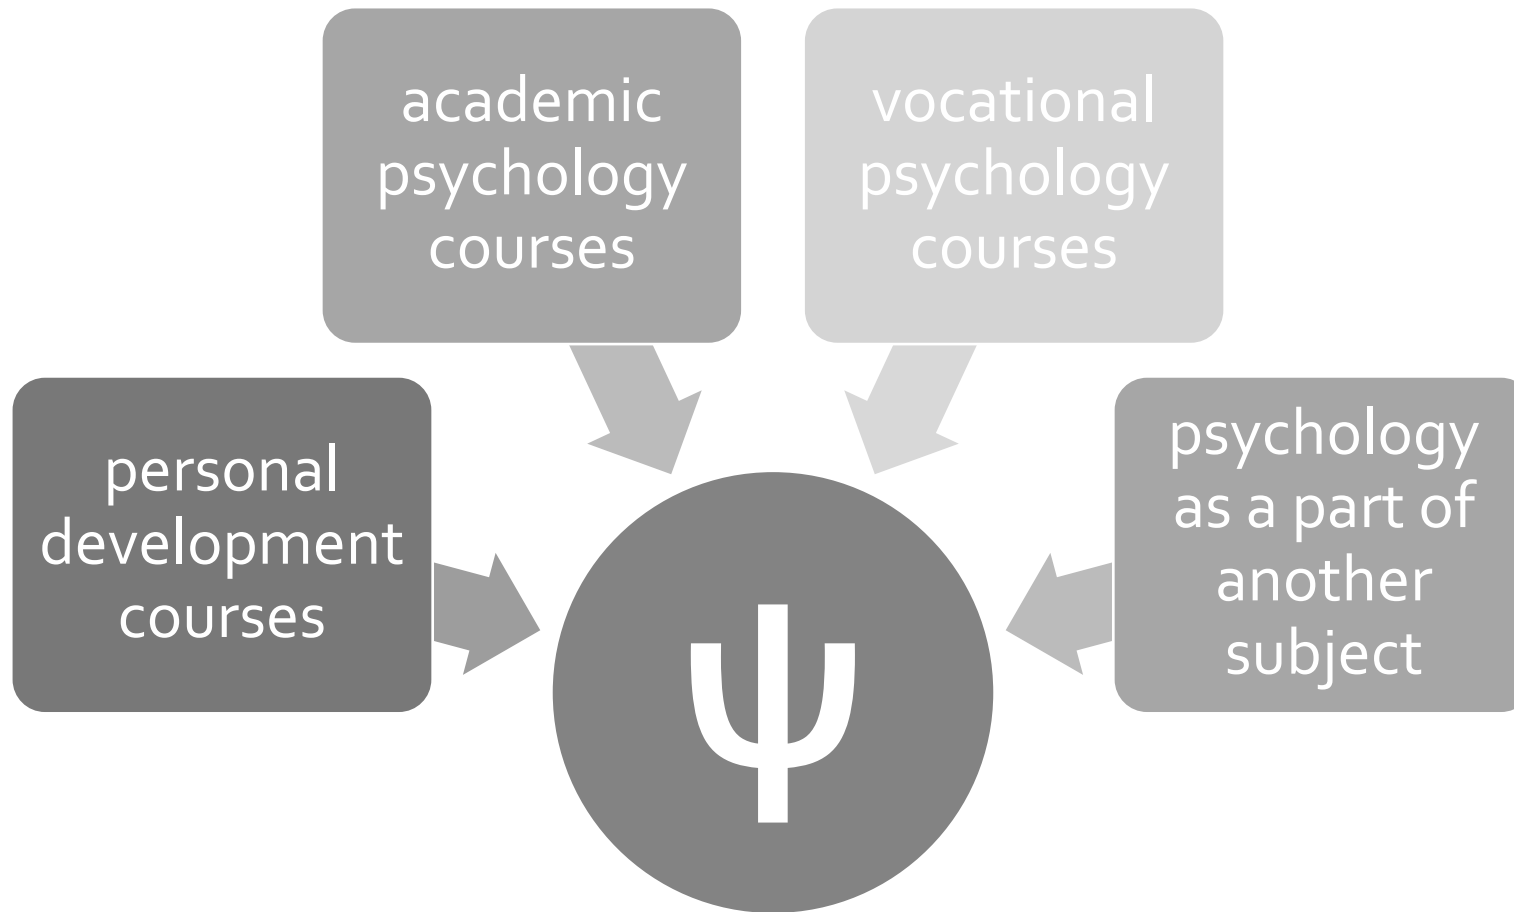 academic
psychology
courses
vocational
psychology
courses
personal
development
courses
psychology
as a part of
another
subject
ψ